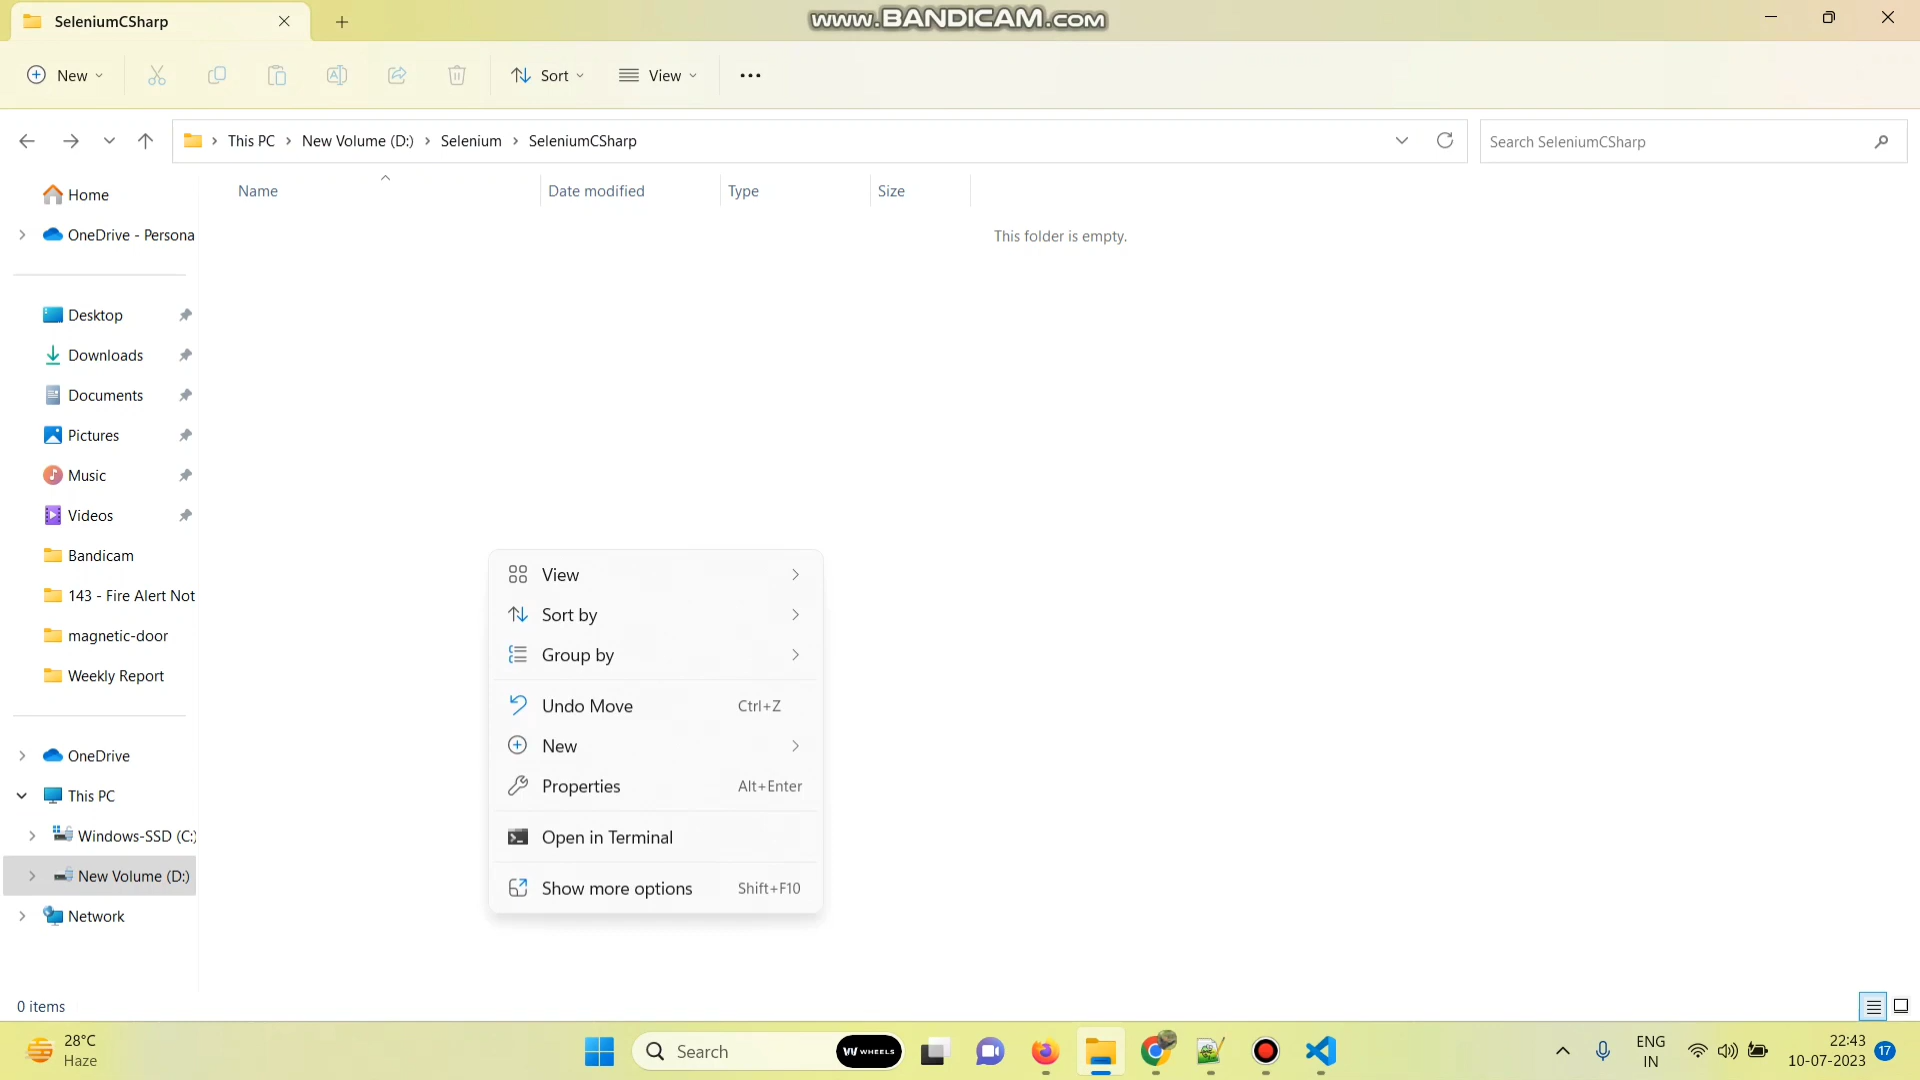 SeleniumCSharp
www.BANDICAM.COM
New
Sort
View
This PC
New Volume (D:)
Selenium
SeleniumCSharp
Search SeleniumCSharp
Name
Date modified
Type
Size
This folder is empty.
Home
OneDrive - Persona
Desktop
Downloads
Documents
Pictures
Music
Videos
Bandicam
143 - Fire Alert Not
magnetic-door
Weekly Report
OneDrive
This PC
Windows-SSD (C:)
New Volume (D:)
Network
View
Sort by
Group by
Undo Move Ctrl+Z
New
Properties Alt+Enter
Open in Terminal
Show more options Shift+F10
0 items
28°C
Haze
Search
WHEELS
ENG
IN
22:43
10-07-2023
17